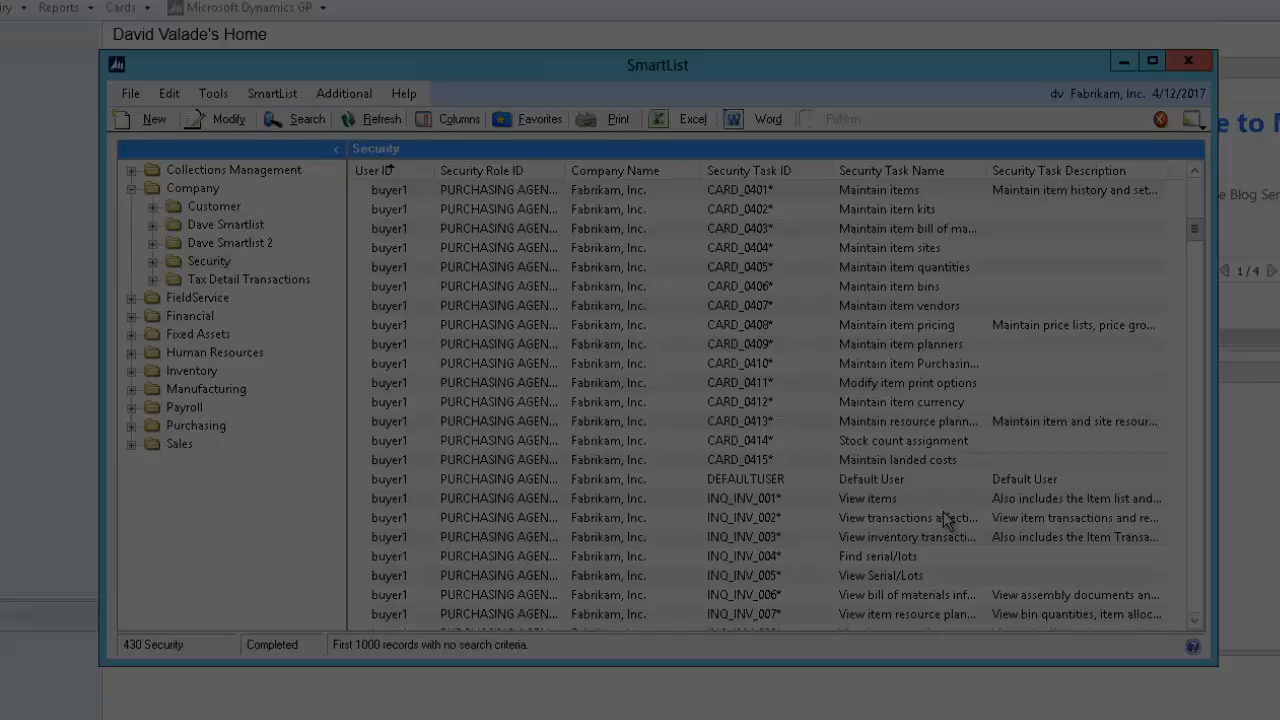 ry Reports Cards Microsoft Dynamics GP
David Valade's Home
SmartList
File Edit Tools SmartList Additional Help dv Fabrikam, Inc. 4/12/2017
New Modify Search Refresh Columns Favorites Print Excel Word Publish
Security
Collections Management
Company
Customer
Dave Smartlist
Dave Smartlist 2
Security
Tax Detail Transactions
FieldService
Financial
Fixed Assets
Human Resources
Inventory
Manufacturing
Payroll
Purchasing
Sales
User ID Security Role ID Company Name Security Task ID Security Task Name Security Task Description
buyer1 PURCHASING AGEN... Fabrikam, Inc. CARD_0401* Maintain items Maintain item history and set...
buyer1 PURCHASING AGEN... Fabrikam, Inc. CARD_0402* Maintain item kits
buyer1 PURCHASING AGEN... Fabrikam, Inc. CARD_0403* Maintain item bill of ma...
buyer1 PURCHASING AGEN... Fabrikam, Inc. CARD_0404* Maintain item sites
buyer1 PURCHASING AGEN... Fabrikam, Inc. CARD_0405* Maintain item quantities
buyer1 PURCHASING AGEN... Fabrikam, Inc. CARD_0406* Maintain item bins
buyer1 PURCHASING AGEN... Fabrikam, Inc. CARD_0407* Maintain item vendors
buyer1 PURCHASING AGEN... Fabrikam, Inc. CARD_0408* Maintain item pricing Maintain price lists, price gro...
buyer1 PURCHASING AGEN... Fabrikam, Inc. CARD_0409* Maintain item planners
buyer1 PURCHASING AGEN... Fabrikam, Inc. CARD_0410* Maintain item Purchasin...
buyer1 PURCHASING AGEN... Fabrikam, Inc. CARD_0411* Modify item print options
buyer1 PURCHASING AGEN... Fabrikam, Inc. CARD_0412* Maintain item currency
buyer1 PURCHASING AGEN... Fabrikam, Inc. CARD_0413* Maintain resource plann... Maintain item and site resour...
buyer1 PURCHASING AGEN... Fabrikam, Inc. CARD_0414* Stock count assignment
buyer1 PURCHASING AGEN... Fabrikam, Inc. CARD_0415* Maintain landed costs
buyer1 PURCHASING AGEN... Fabrikam, Inc. DEFAULTUSER Default User Default User
buyer1 PURCHASING AGEN... Fabrikam, Inc. INQ_INV_001* View items Also includes the Item list and...
buyer1 PURCHASING AGEN... Fabrikam, Inc. INQ_INV_002* View transactions View item transactions and re...
buyer1 PURCHASING AGEN... Fabrikam, Inc. INQ_INV_003* View inventory transacti... Also includes the Item Transa...
buyer1 PURCHASING AGEN... Fabrikam, Inc. INQ_INV_004* Find serial/lots
buyer1 PURCHASING AGEN... Fabrikam, Inc. INQ_INV_005* View Serial/Lots
buyer1 PURCHASING AGEN... Fabrikam, Inc. INQ_INV_006* View bill of materials inf... View assembly documents an...
buyer1 PURCHASING AGEN... Fabrikam, Inc. INQ_INV_007* View item resource plan... View bin quantities, item alloc...
430 Security Completed First 1000 records with no search criteria.
e to M
e Blog Ser
1 / 4